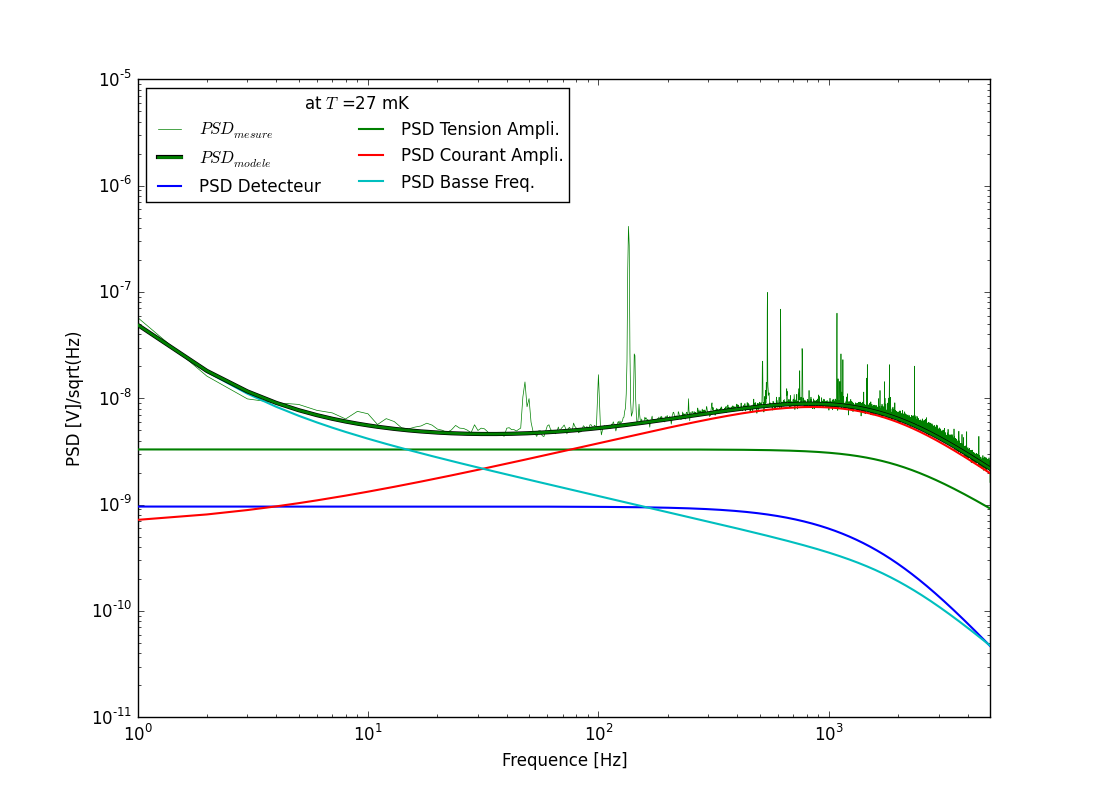 10^-5
at T =27 mK
PSD_mesure
PSD Tension Ampli.
PSD_modele
PSD Courant Ampli.
PSD Detecteur
PSD Basse Freq.
10^-6
10^-7
10^-8
10^-9
10^-10
10^-11
PSD [V]/sqrt(Hz)
10^0
10^1
10^2
10^3
Frequence [Hz]